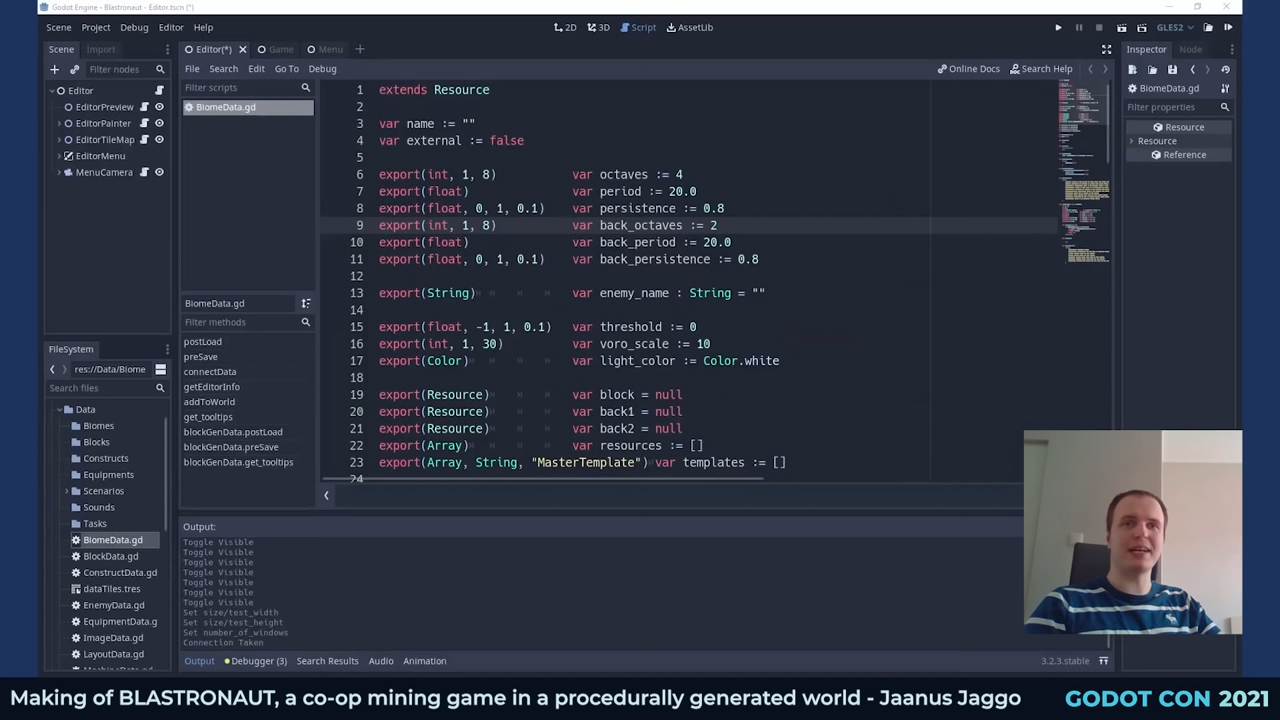 Godot Engine - Blastronaut - Editor.tscn (*)
Scene Project Debug Editor Help
2D 3D Script AssetLib
GLES2
Scene Import
Filter nodes
Editor
EditorPreview
EditorPainter
EditorTileMap
EditorMenu
MenuCamera
FileSystem
res://Data/Biome
Search files
Data
Biomes
Blocks
Constructs
Equipments
Scenarios
Sounds
Tasks
BiomeData.gd
BlockData.gd
ConstructData.gd
dataTiles.tres
EnemyData.gd
EquipmentData.g
ImageData.gd
LayoutData.gd
MachineData.gd
Editor(*) Game Menu
File Search Edit Go To Debug
Online Docs Search Help
Filter scripts
BiomeData.gd
BiomeData.gd
Filter methods
postLoad
preSave
connectData
getEditorInfo
addToWorld
get_tooltips
blockGenData.postLoad
blockGenData.preSave
blockGenData.get_tooltips
1 extends Resource
2
3 var name := ""
4 var external := false
5
6 export(int, 1, 8) var octaves := 4
7 export(float) var period := 20.0
8 export(float, 0, 1, 0.1) var persistence := 0.8
9 export(int, 1, 8) var back_octaves := 2
10 export(float) var back_period := 20.0
11 export(float, 0, 1, 0.1) var back_persistence := 0.8
12
13 export(String) var enemy_name : String = ""
14
15 export(float, -1, 1, 0.1) var threshold := 0
16 export(int, 1, 30) var voro_scale := 10
17 export(Color) var light_color := Color.white
18
19 export(Resource) var block = null
20 export(Resource) var back1 = null
21 export(Resource) var back2 = null
22 export(Array) var resources := []
23 export(Array, String, "MasterTemplate") var templates := []
24
Output:
Toggle Visible
Toggle Visible
Toggle Visible
Toggle Visible
Toggle Visible
Toggle Visible
Toggle Visible
Set size/test_width
Set size/test_height
Set number_of_windows
Connection Taken
Output Debugger (3) Search Results Audio Animation
3.2.3.stable
Inspector Node
BiomeData.gd
Filter properties
Resource
Resource
Reference
Making of BLASTRONAUT, a co-op mining game in a procedurally generated world - Jaanus Jaggo
GODOT CON 2021